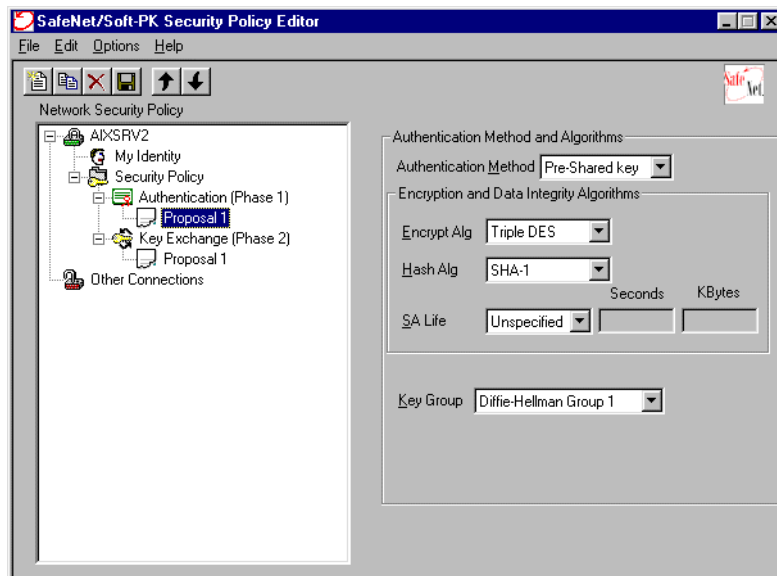 SafeNet/Soft-PK Security Policy Editor
File Edit Options Help
Safe Net.
Network Security Policy
AIXSRV2
My Identity
Security Policy
Authentication (Phase 1)
Proposal 1
Key Exchange (Phase 2)
Proposal 1
Other Connections
Authentication Method and Algorithms
Authentication Method Pre-Shared key
Encryption and Data Integrity Algorithms
Encrypt Alg Triple DES
Hash Alg SHA-1
Seconds KBytes
SA Life Unspecified
Key Group Diffie-Hellman Group 1